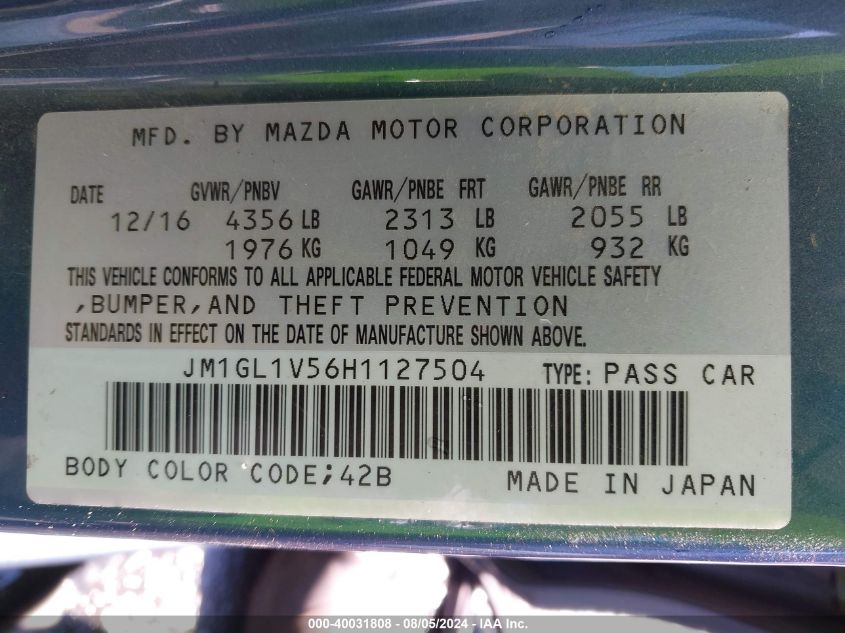 MFD. BY MAZDA MOTOR CORPORATION
DATE GVWR/PNBV GAWR/PNBE FRT GAWR/PNBE RR
12/16 4356 LB 2313 LB 2055 LB
1976 KG 1049 KG 932 KG
THIS VEHICLE CONFORMS TO ALL APPLICABLE FEDERAL MOTOR VEHICLE SAFETY
,BUMPER,AND THEFT PREVENTION
STANDARDS IN EFFECT ON THE DATE OF MANUFACTURE SHOWN ABOVE.
JM1GL1V56H1127504 TYPE: PASS CAR
BODY COLOR CODE;42B MADE IN JAPAN
000-40031808 - 08/05/2024 - IAA Inc.